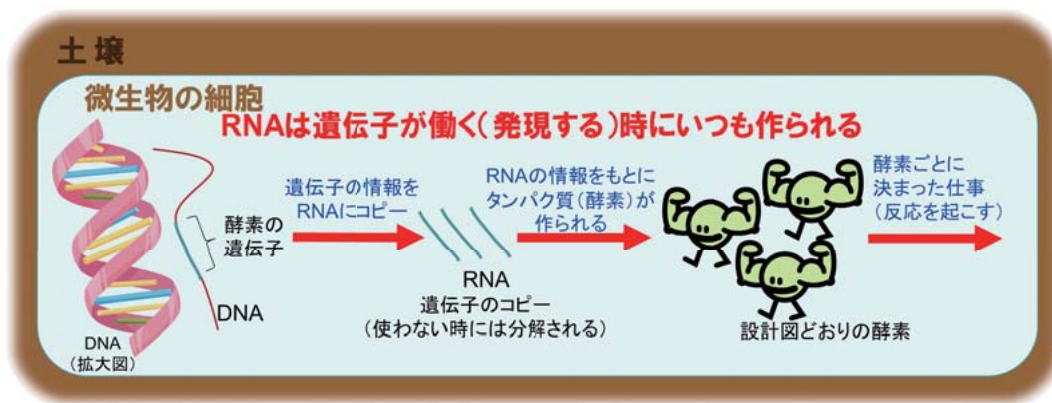 土壌
微生物の細胞
RNAは遺伝子が働く(発現する)時にいつも作られる
DNA
(拡大図)
酵素の
遺伝子
DNA
遺伝子の情報を
RNAにコピー
RNA
遺伝子のコピー
(使わない時には分解される)
RNAの情報をもとに
タンパク質(酵素)が
作られる
設計図どおりの酵素
酵素ごとに
決まった仕事
(反応を起こす)